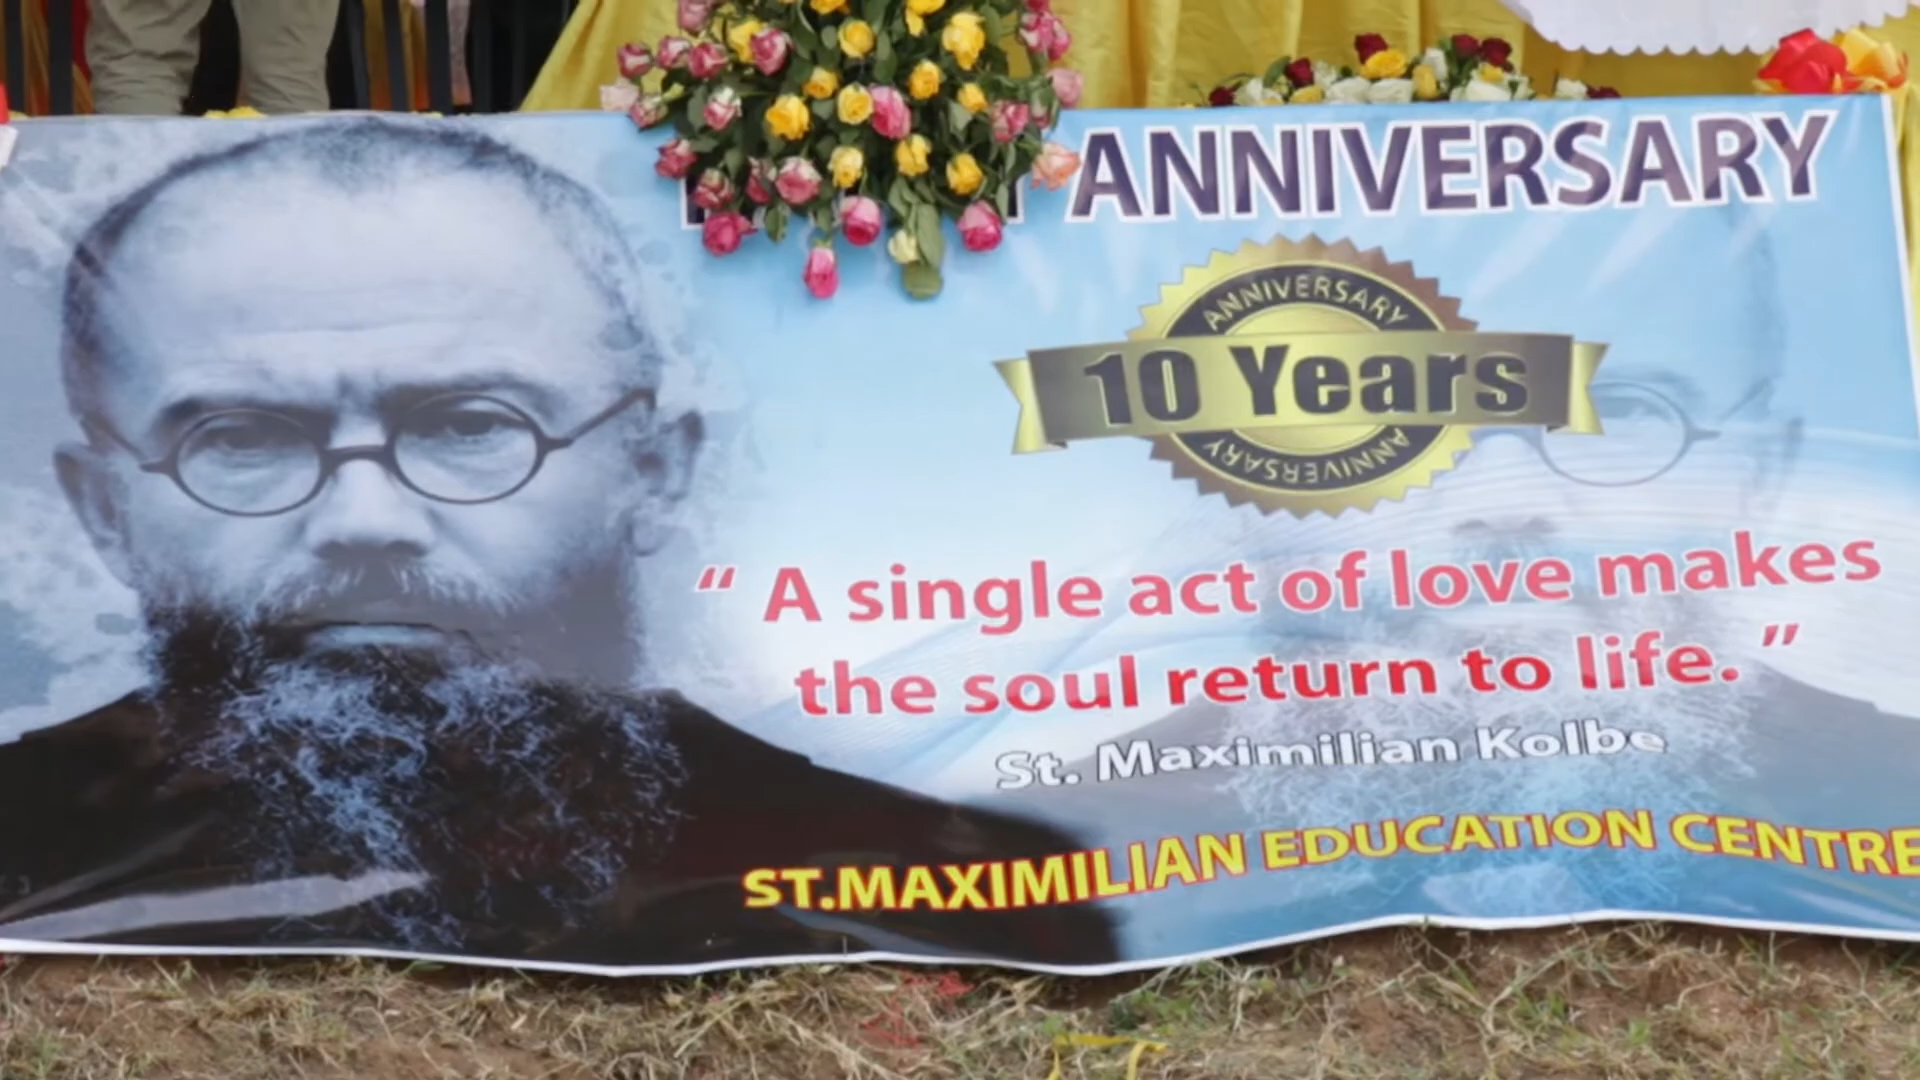 ANNIVERSARY
ANNIVERSARY
10 Years
ANNIVERSARY
“ A single act of love makes
the soul return to life. ”
St. Maximilian Kolbe
ST.MAXIMILIAN EDUCATION CENTRE